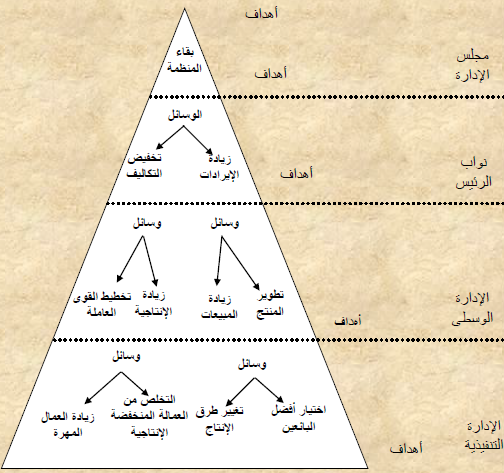 أهداف
بقاء
المنظمة
أهداف
مجلس
الإدارة
الوسائل
زيادة
الإيرادات
تخفيض
التكاليف
أهداف
نواب
الرئيس
وسائل
وسائل
تطوير
المنتج
زيادة
المبيعات
زيادة
الإنتاجية
تخطيط القوى
العاملة
أهداف
الإدارة
الوسطى
وسائل
وسائل
اختيار أفضل
البائعين
تغيير طرق
الإنتاج
التخلص من
العمالة المنخفضة
الإنتاجية
زيادة العمال
المهرة
أهداف
الإدارة
التنفيذية